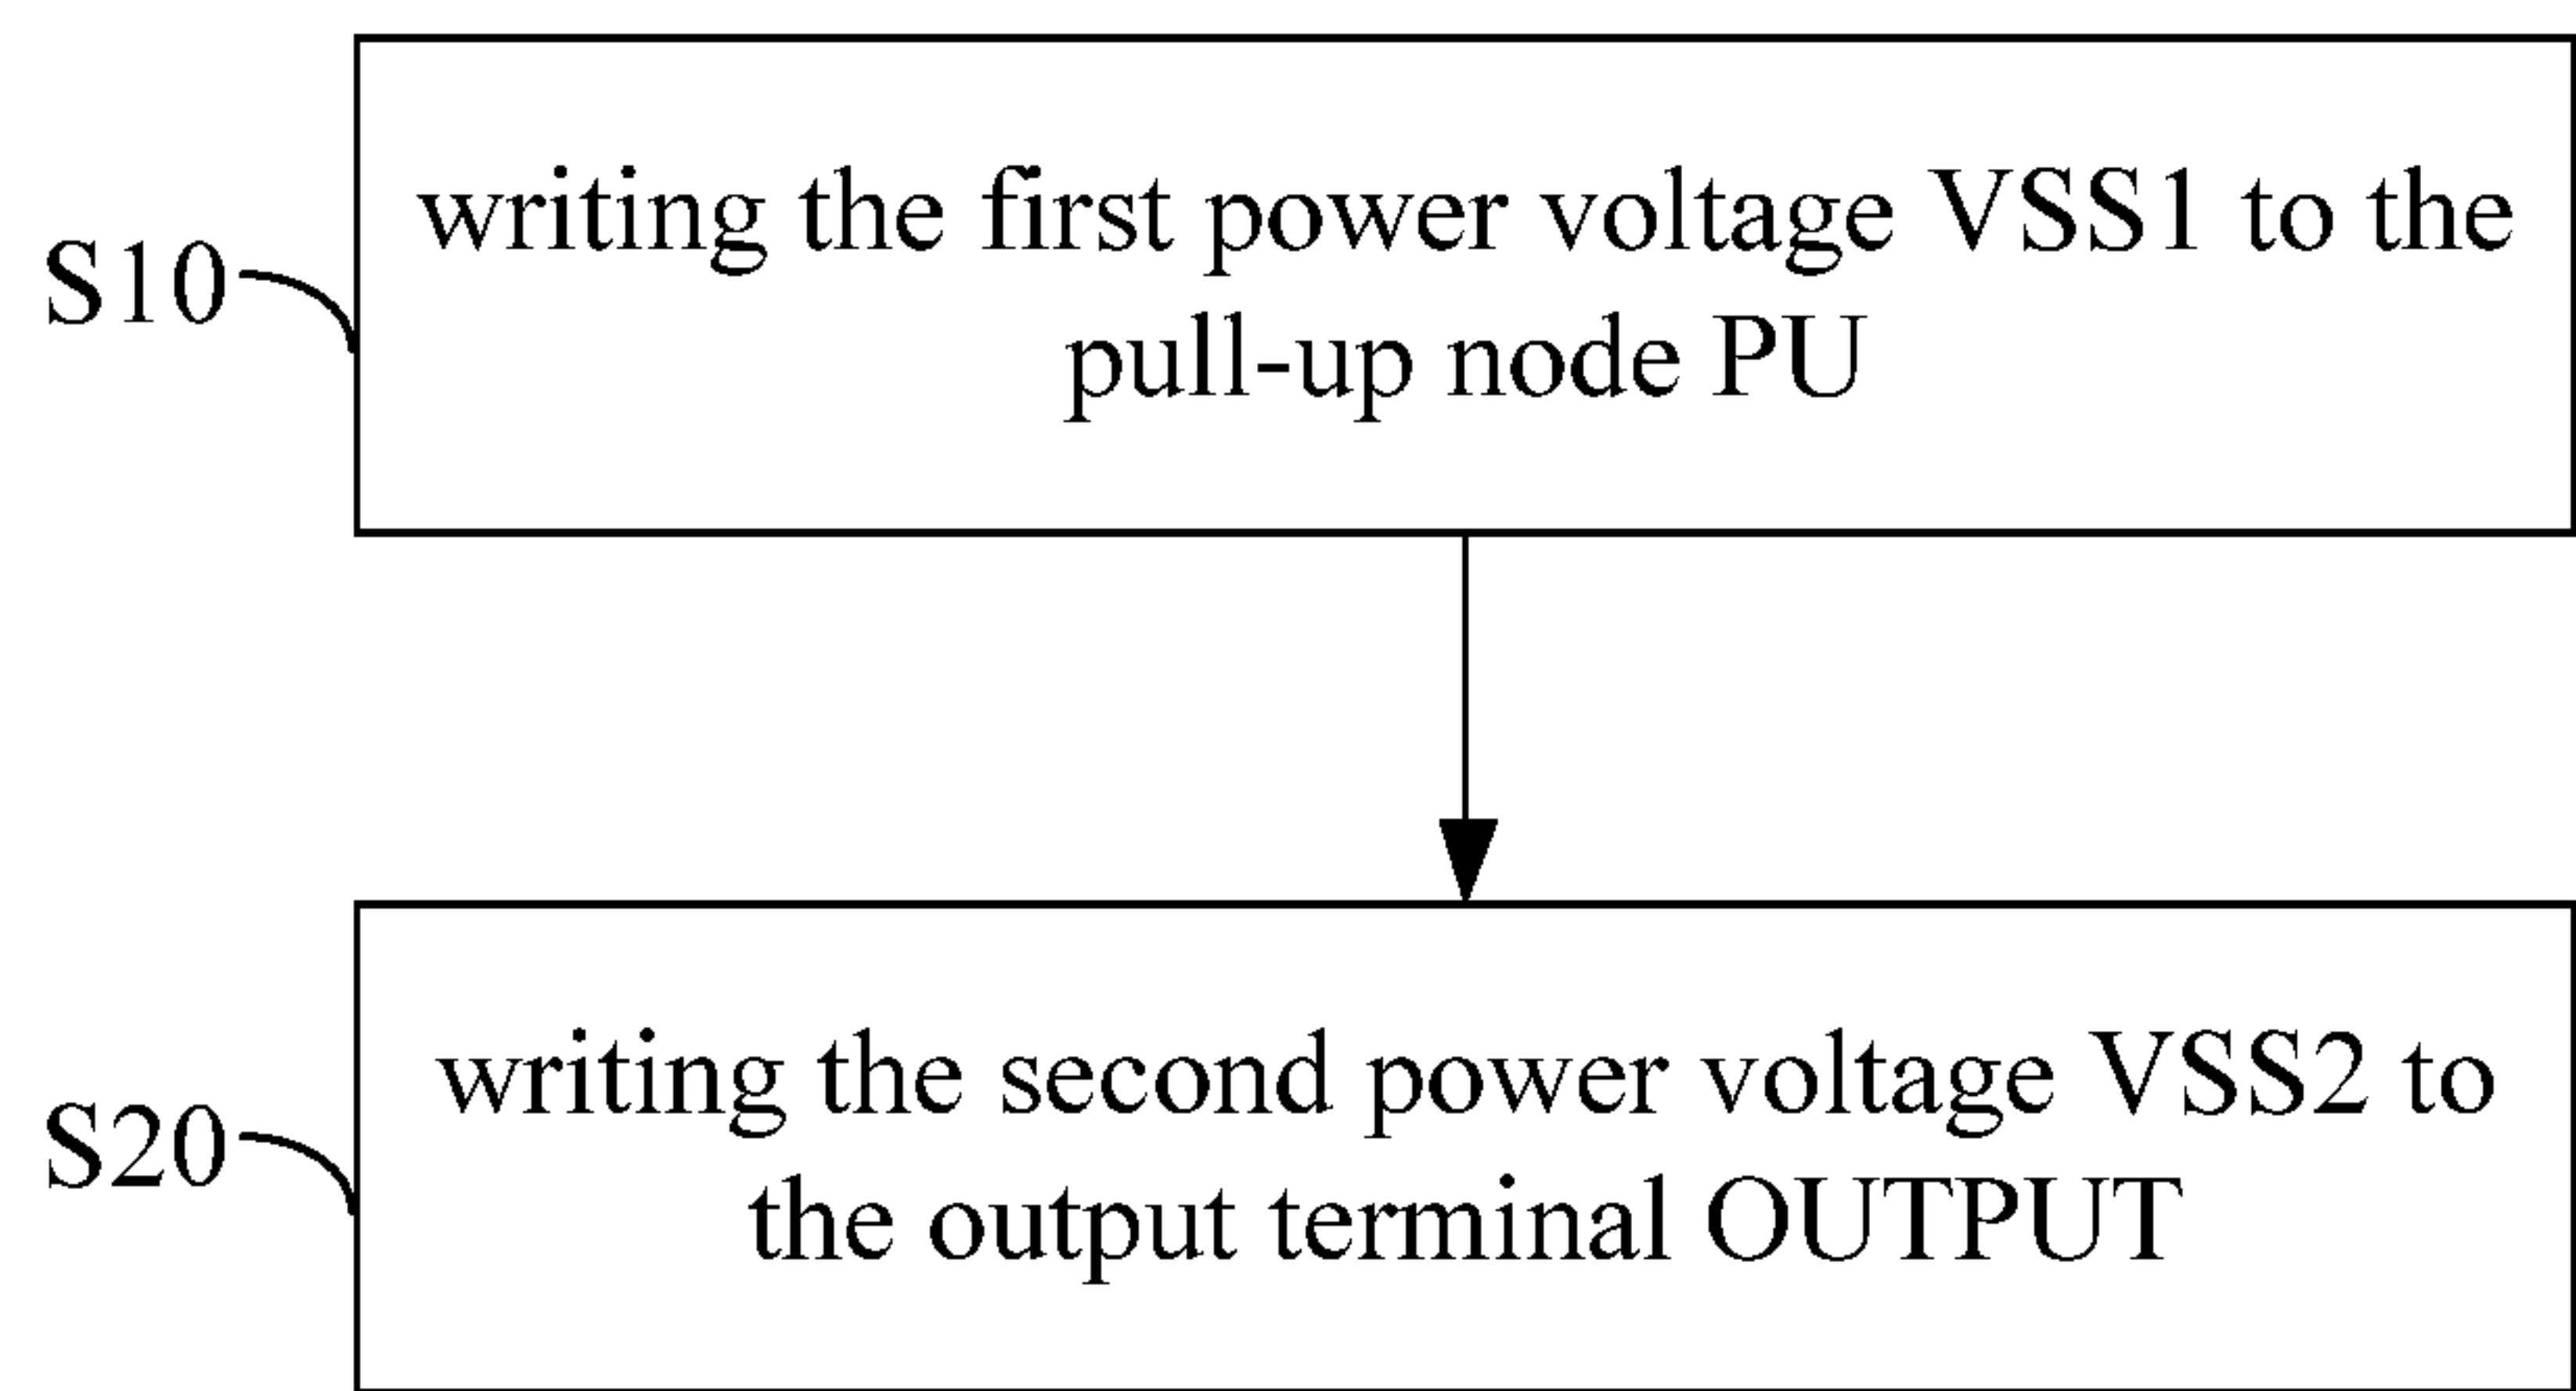 S10
writing the first power voltage VSS1 to the
pull-up node PU
S20
writing the second power voltage VSS2 to
the output terminal OUTPUT